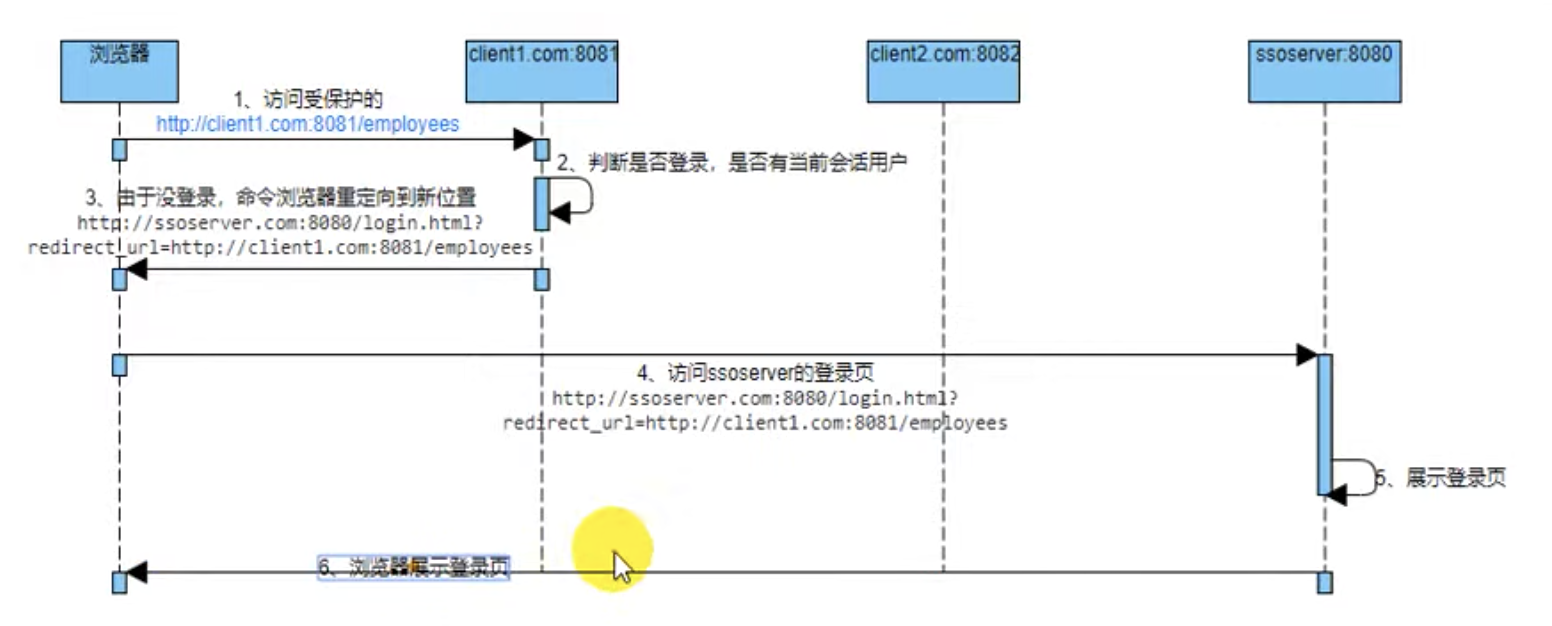 浏览器
client1.com:8081
client2.com:8082
ssoserver:8080
1、访问受保护的
http://client1.com:8081/employees
2、判断是否登录，是否有当前会话用户
3、由于没登录，命令浏览器重定向到新位置
http://ssoserver.com:8080/login.html?
redirect_url=http://client1.com:8081/employees
4、访问ssoserver的登录页
http://ssoserver.com:8080/login.html?
redirect_url=http://client1.com:8081/employees
5、展示登录页
6、浏览器展示登录页